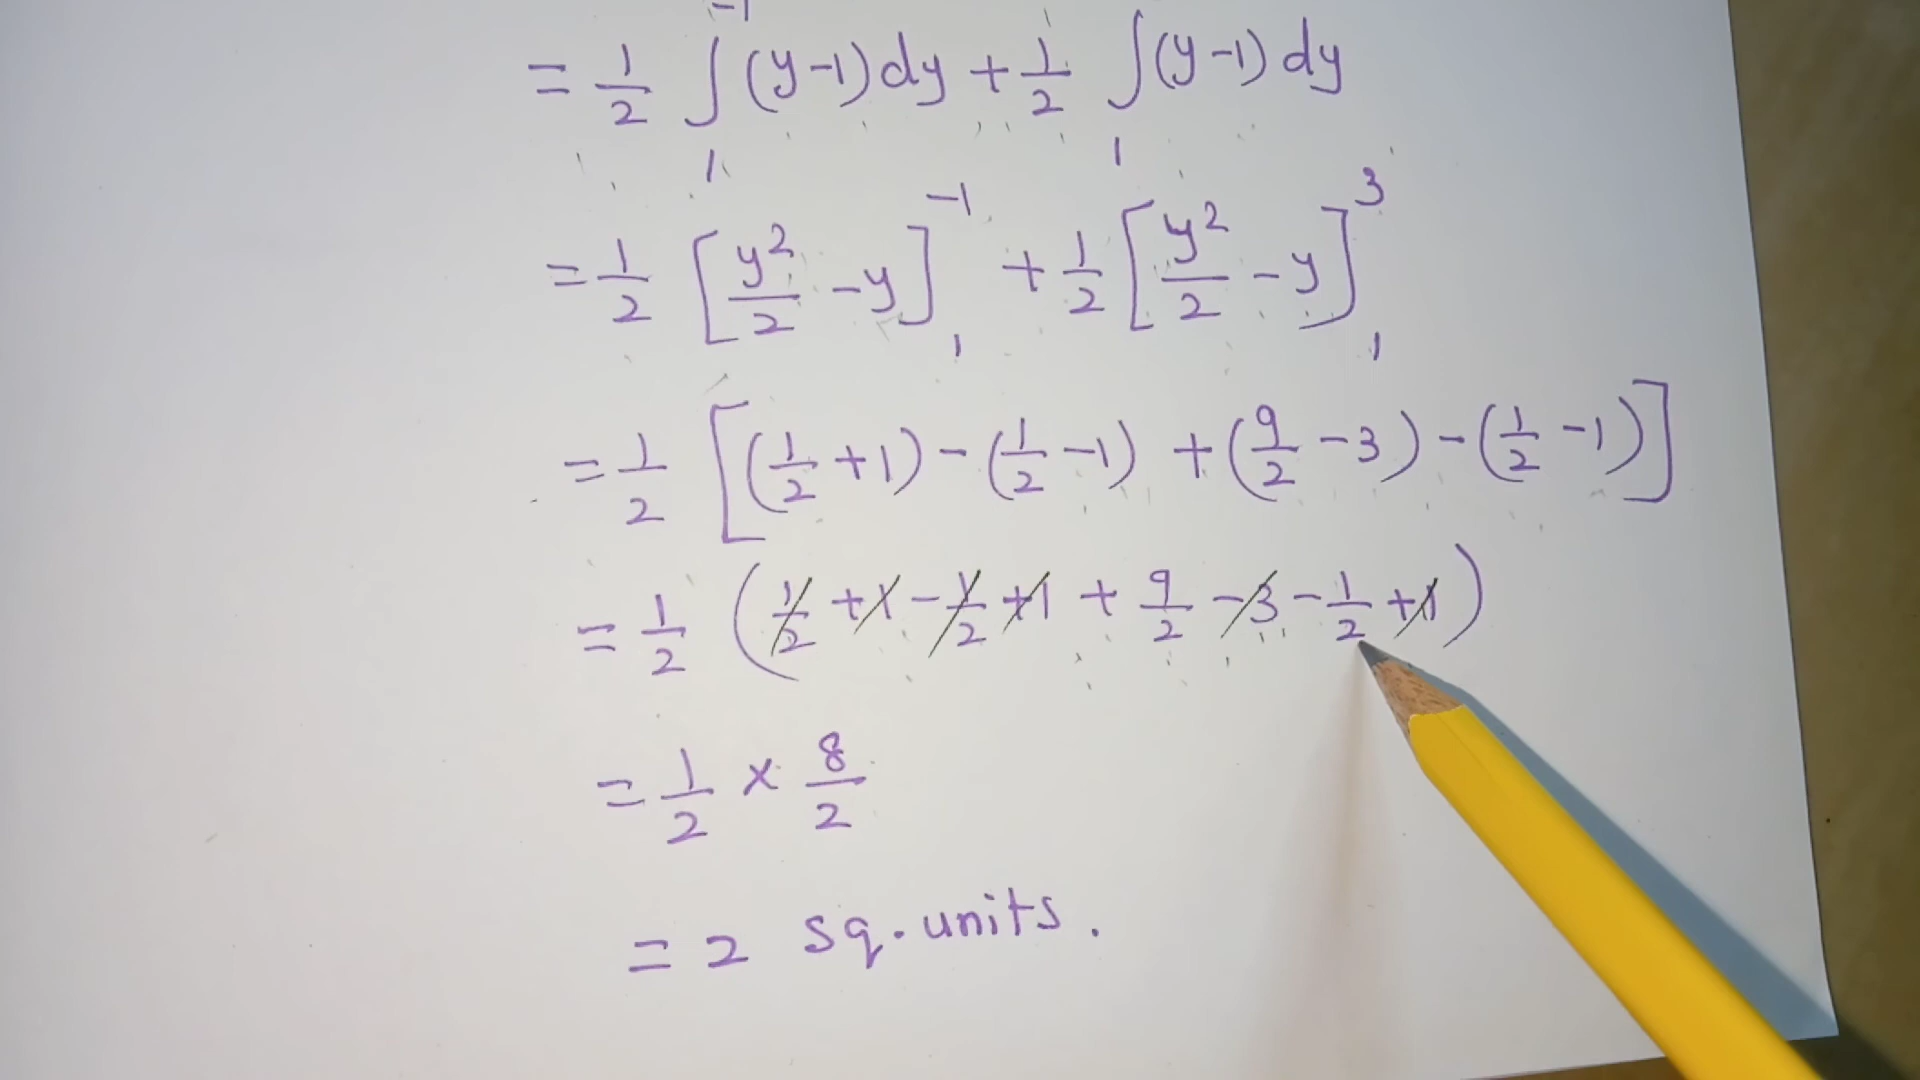 = 1/2 ∫₁⁻¹ (y-1) dy + 1/2 ∫₁ (y-1) dy
= 1/2 [y²/2 - y]₁⁻¹ + 1/2 [y²/2 - y]₁³
= 1/2 [(1/2 + 1) - (1/2 - 1) + (9/2 - 3) - (1/2 - 1)]
= 1/2 (1/2 + 1 - 1/2 + 1 + 9/2 - 3 - 1/2 + 1)
= 1/2 × 8/2
= 2 sq. units.